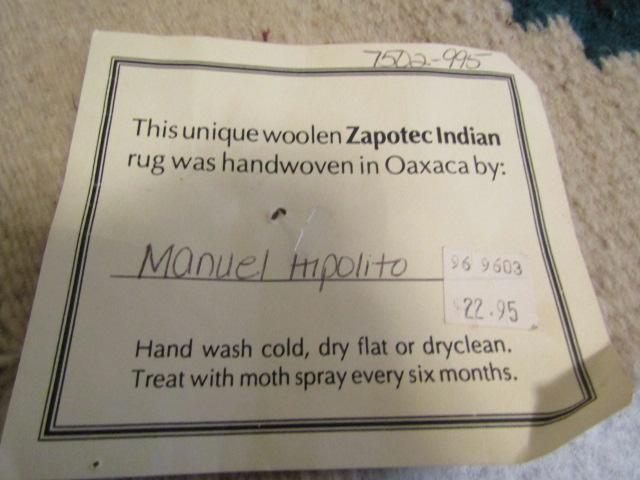 7502-995
This unique woolen Zapotec Indian
rug was handwoven in Oaxaca by:
Manuel Hipolito
96 9603
$22.95
Hand wash cold, dry flat or dryclean.
Treat with moth spray every six months.